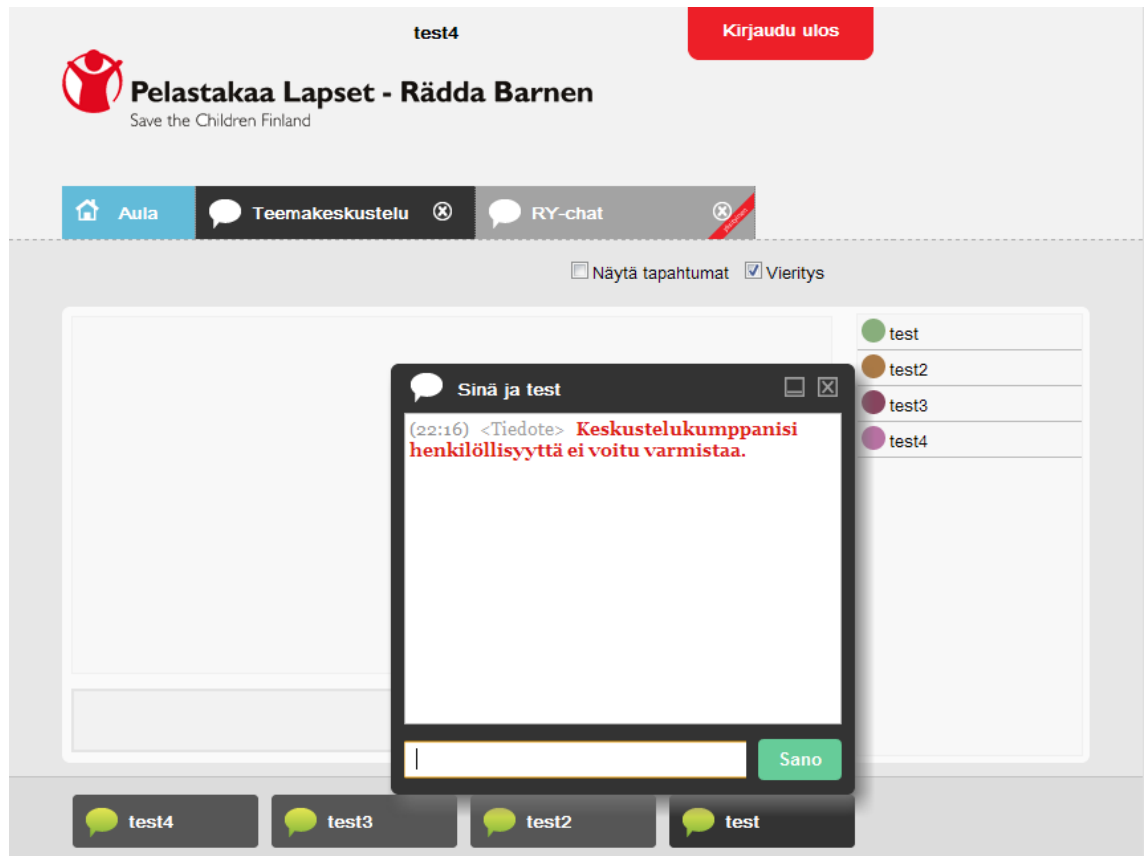 test4
Kirjaudu ulos
Pelastakaa Lapset - Rädda Barnen
Save the Children Finland
Aula
Teemakeskustelu
RY-chat
Näytä tapahtumat
Vieritys
test
test2
test3
test4
Sinä ja test
(22:16) <Tiedote> Keskustelukumppanisi
henkilöllisyyttä ei voitu varmistaa.
Sano
test4
test3
test2
test